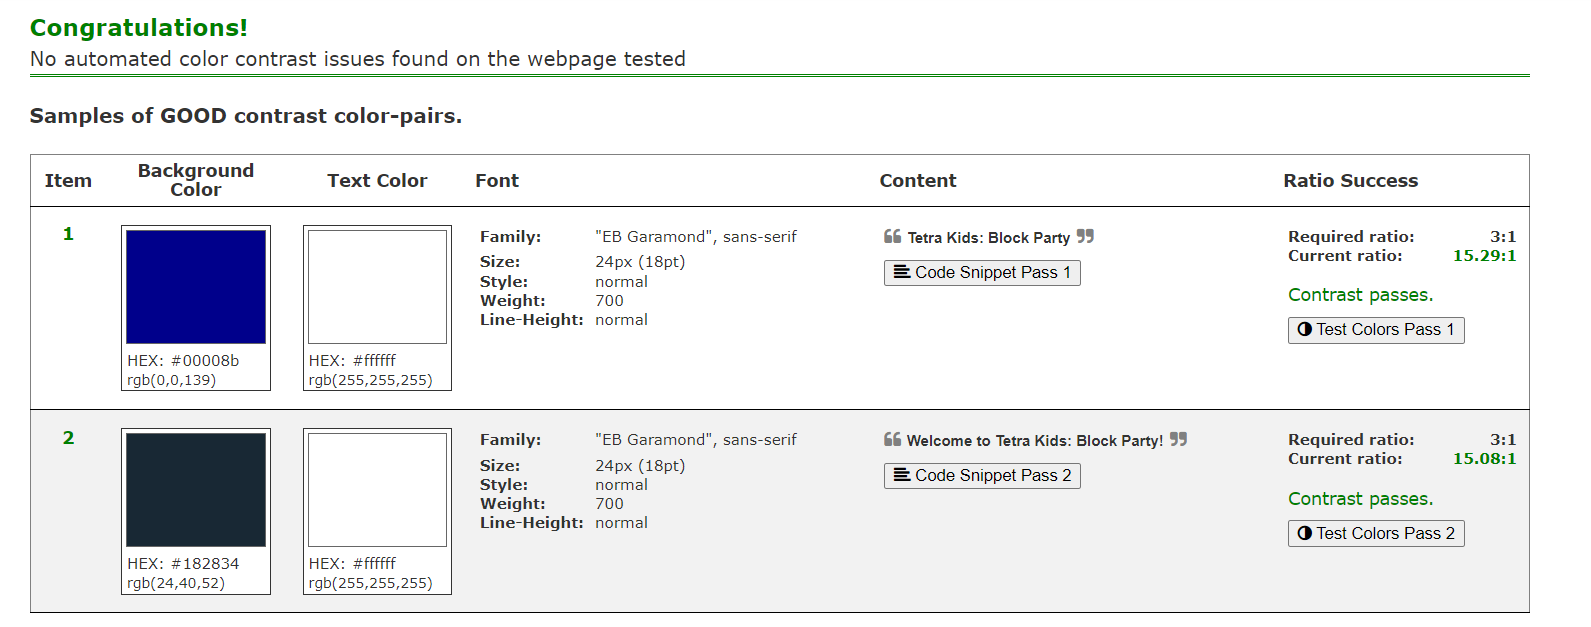 Congratulations!
No automated color contrast issues found on the webpage tested
Samples of GOOD contrast color-pairs.
Item
Background
Color
Text Color
Font
Content
Ratio Success
1
HEX: #00008b
rgb(0,0,139)
HEX: #ffffff
rgb(255,255,255)
Family: "EB Garamond", sans-serif
Size: 24px (18pt)
Style: normal
Weight: 700
Line-Height: normal
❝ Tetra Kids: Block Party ❞
Code Snippet Pass 1
Required ratio: 3:1
Current ratio: 15.29:1
Contrast passes.
Test Colors Pass 1
2
HEX: #182834
rgb(24,40,52)
HEX: #ffffff
rgb(255,255,255)
Family: "EB Garamond", sans-serif
Size: 24px (18pt)
Style: normal
Weight: 700
Line-Height: normal
❝ Welcome to Tetra Kids: Block Party! ❞
Code Snippet Pass 2
Required ratio: 3:1
Current ratio: 15.08:1
Contrast passes.
Test Colors Pass 2